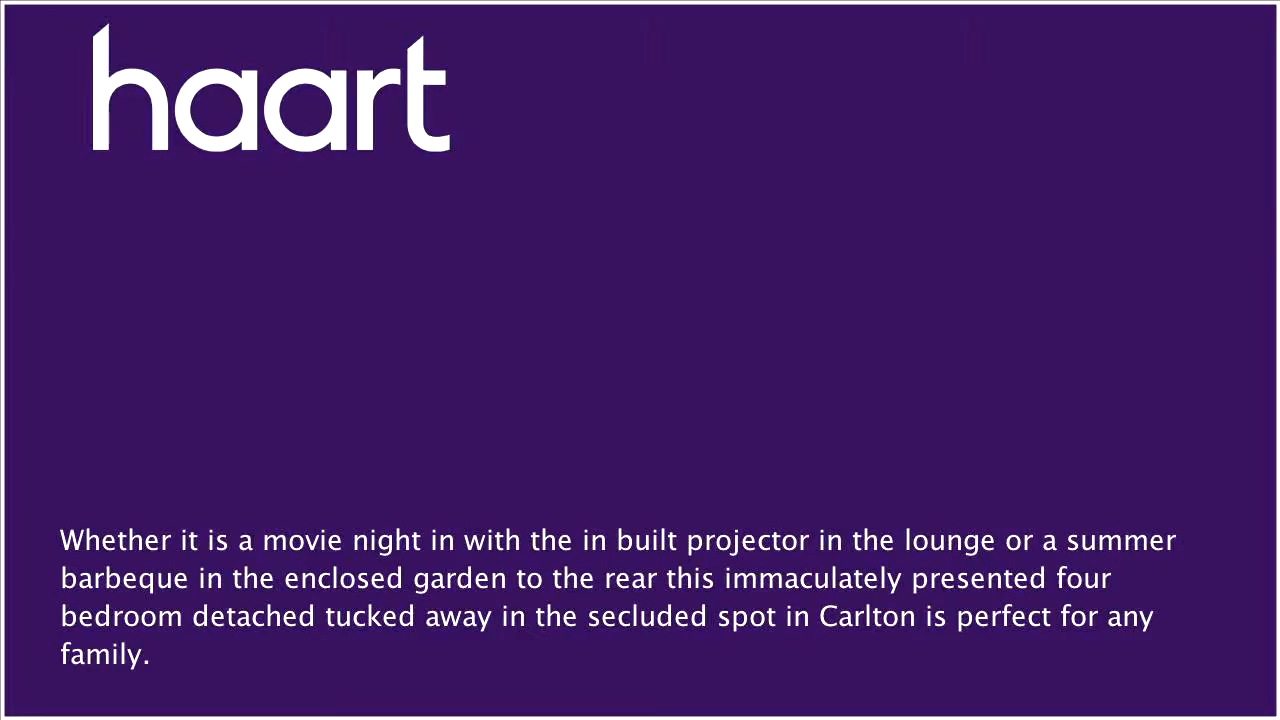 haart
Whether it is a movie night in with the in built projector in the lounge or a summer
barbeque in the enclosed garden to the rear this immaculately presented four
bedroom detached tucked away in the secluded spot in Carlton is perfect for any
family.